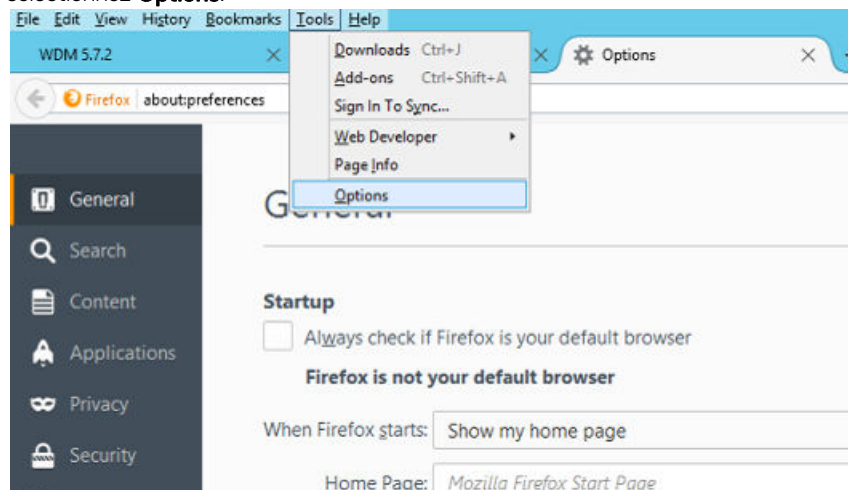 sélectionnez Options.
File Edit View History Bookmarks Tools Help
WDM 5.7.2
Options
Firefox about:preferences
Downloads Ctrl+J
Add-ons Ctrl+Shift+A
Sign In To Sync...
Web Developer
Page Info
Options
General
Search
Content
Applications
Privacy
Security
General
Startup
Always check if Firefox is your default browser
Firefox is not your default browser
When Firefox starts: Show my home page
Home Page: Mozilla Firefox Start Page